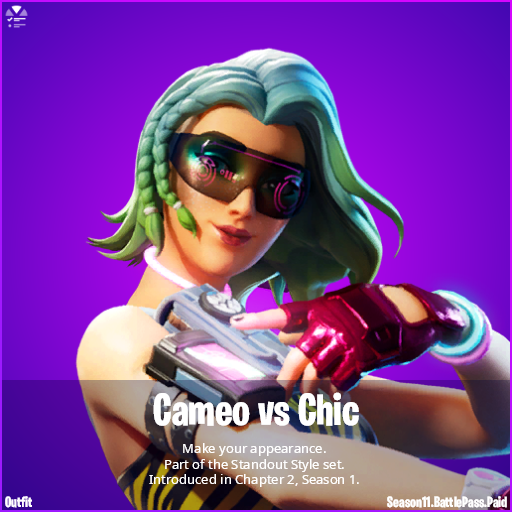 Cameo vs Chic
Make your appearance.
Part of the Standout Style set.
Introduced in Chapter 2, Season 1.
Outfit
Season11.BattlePass.Paid